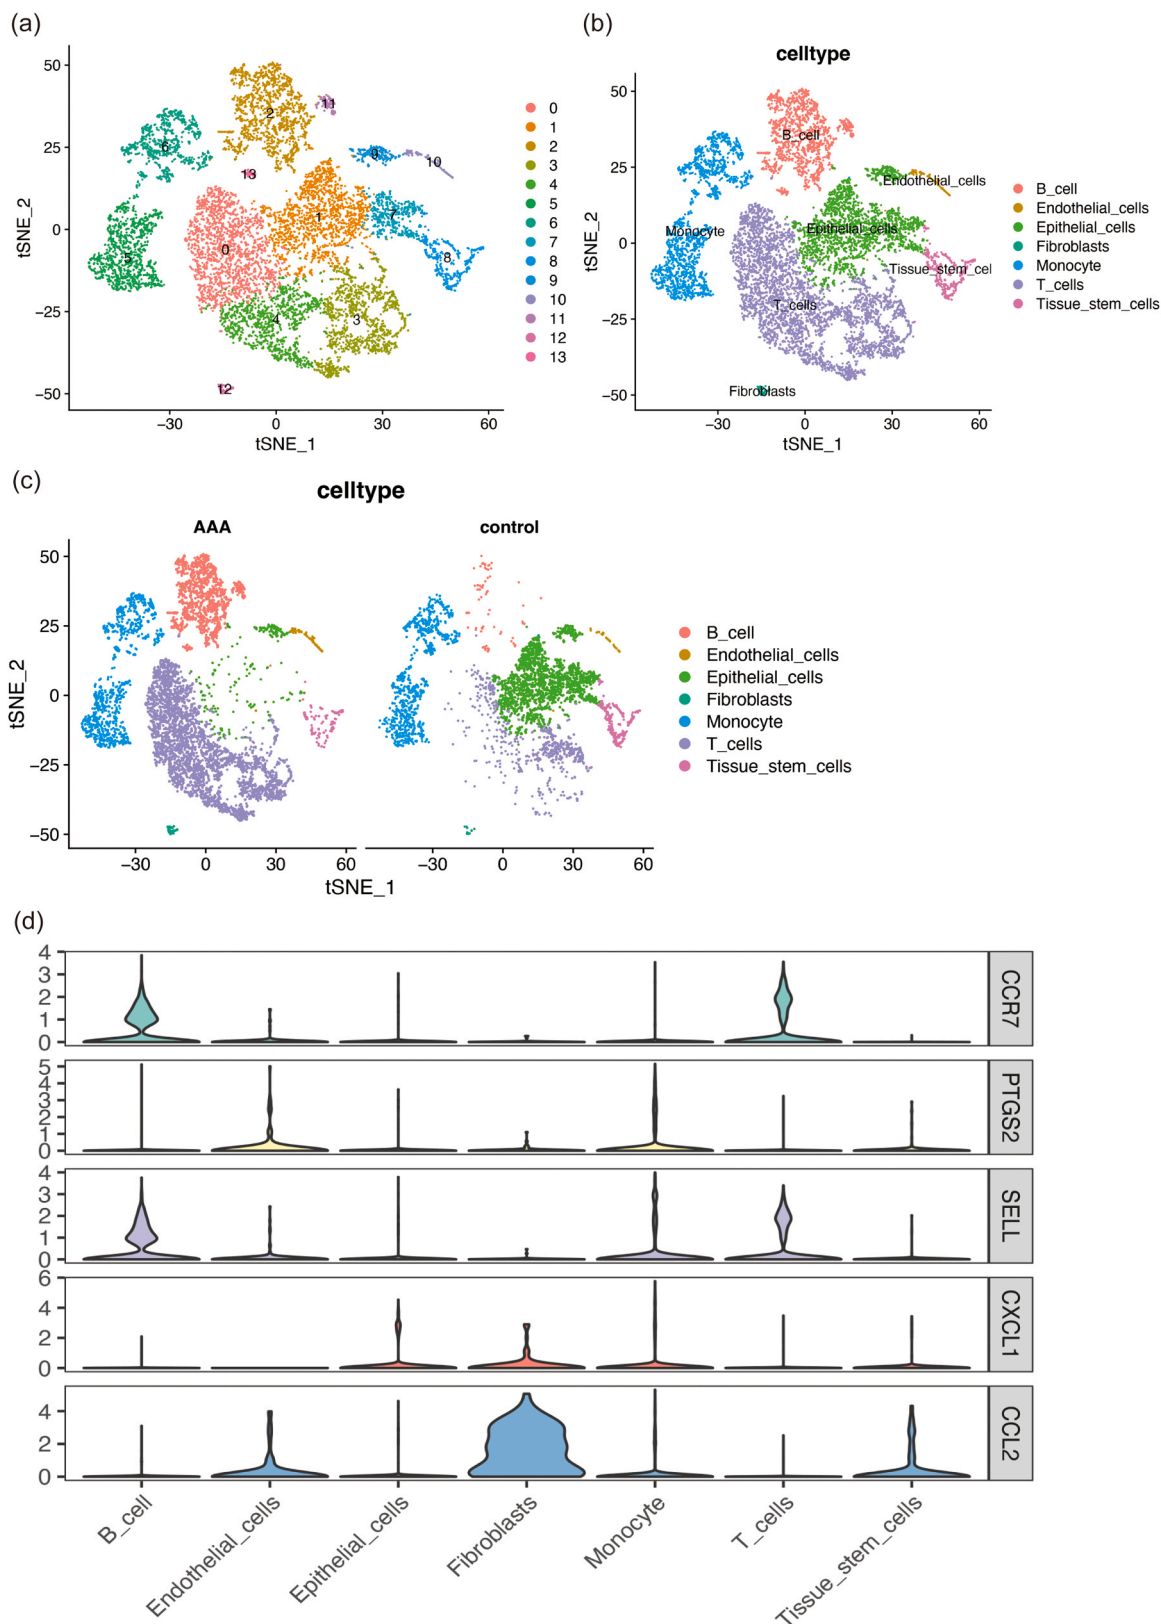 (a)
50
25
0
−25
−50
tSNE_2
−30
0
30
60
tSNE_1
0
1
2
3
4
5
6
7
8
9
10
11
12
13
0
1
2
3
4
5
6
7
8
9
10
11
12
13
(b)
celltype
50
25
0
−25
−50
tSNE_2
−30
0
30
60
tSNE_1
B_cell
Endothelial_cells
Monocyte
Epithelial_cells
Tissue_stem_cel
T_cells
Fibroblasts
B_cell
Endothelial_cells
Epithelial_cells
Fibroblasts
Monocyte
T_cells
Tissue_stem_cells
(c)
celltype
AAA
control
50
25
0
−25
−50
tSNE_2
−30
0
30
60
−30
0
30
60
tSNE_1
B_cell
Endothelial_cells
Epithelial_cells
Fibroblasts
Monocyte
T_cells
Tissue_stem_cells
(d)
4
3
2
1
0
CCR7
5
4
3
2
1
0
PTGS2
4
3
2
1
0
SELL
6
4
2
0
CXCL1
4
2
0
CCL2
B_cell
Endothelial_cells
Epithelial_cells
Fibroblasts
Monocyte
T_cells
Tissue_stem_cells